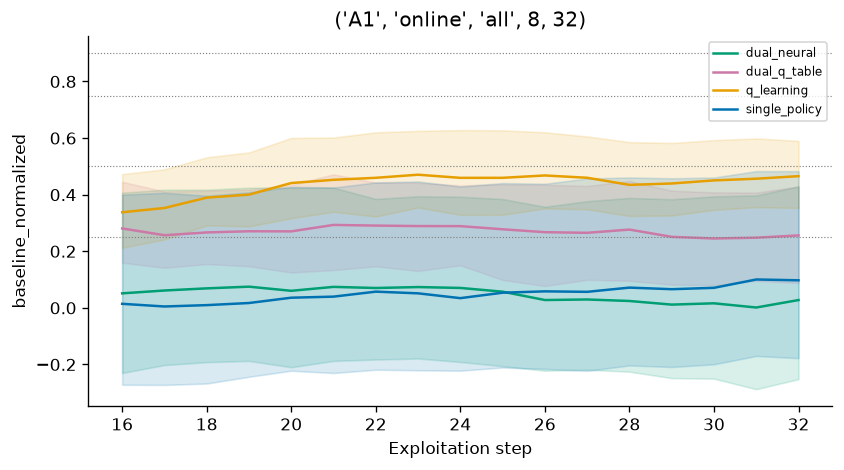 ('A1', 'online', 'all', 8, 32)
baseline_normalized
0.8
0.6
0.4
0.2
0.0
−0.2
dual_neural
dual_q_table
q_learning
single_policy
16 18 20 22 24 26 28 30 32
Exploitation step